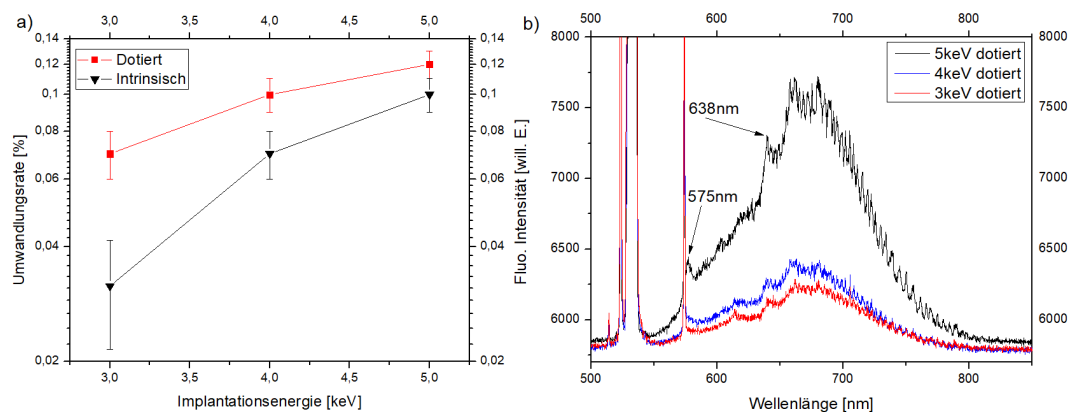 a)
3,0 3,5 4,0 4,5 5,0
0,14 0,14
0,12 0,12
0,1 0,1
0,08 0,08
0,06 0,06
0,04 0,04
0,02 0,02
Dotiert
Intrinsisch
Umwandlungsrate [%]
3,0 3,5 4,0 4,5 5,0
Implantationsenergie [keV]
b)
500 600 700 800
8000 8000
7500 7500
7000 7000
6500 6500
6000 6000
5keV dotiert
4keV dotiert
3keV dotiert
638nm
575nm
Fluo. Intensität [will. E.]
500 600 700 800
Wellenlänge [nm]